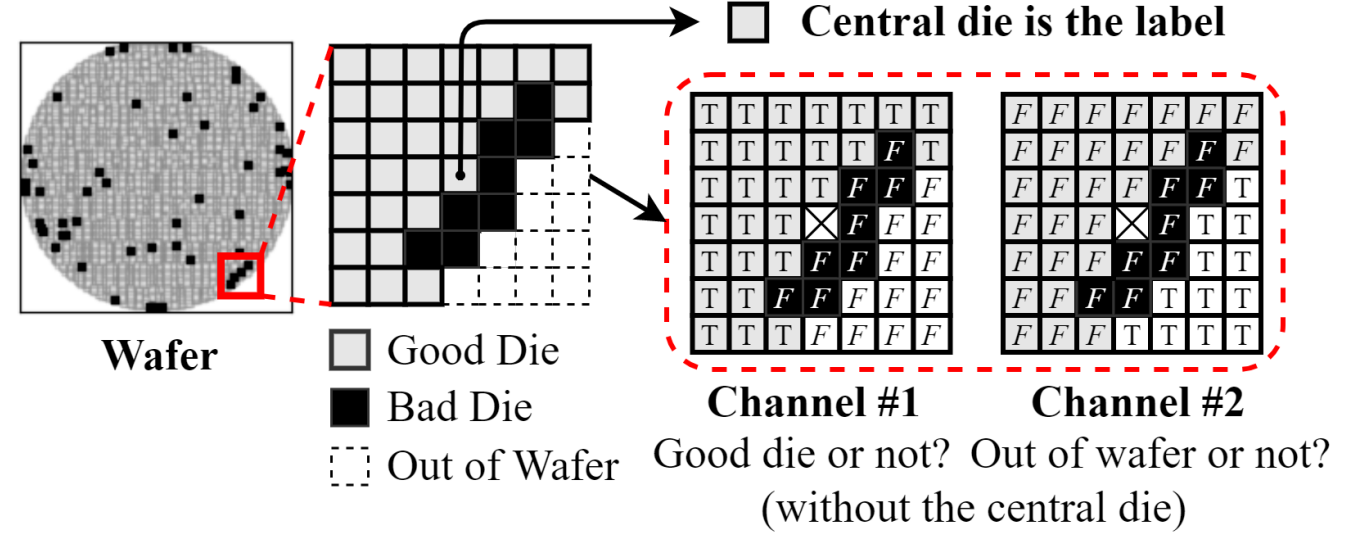 Central die is the label
T T T T T T T
T T T T T F T
T T T T F F F
T T T F F F
T T T F F F F
T T F F F F F
T T T F F F F
F F F F F F F
F F F F F F F
F F F F F F T
F F F F T T
F F F F F T T
F F F F T T T
F F F T T T T
Wafer
Good Die
Bad Die
Out of Wafer
Channel #1
Channel #2
Good die or not?
Out of wafer or not?
(without the central die)